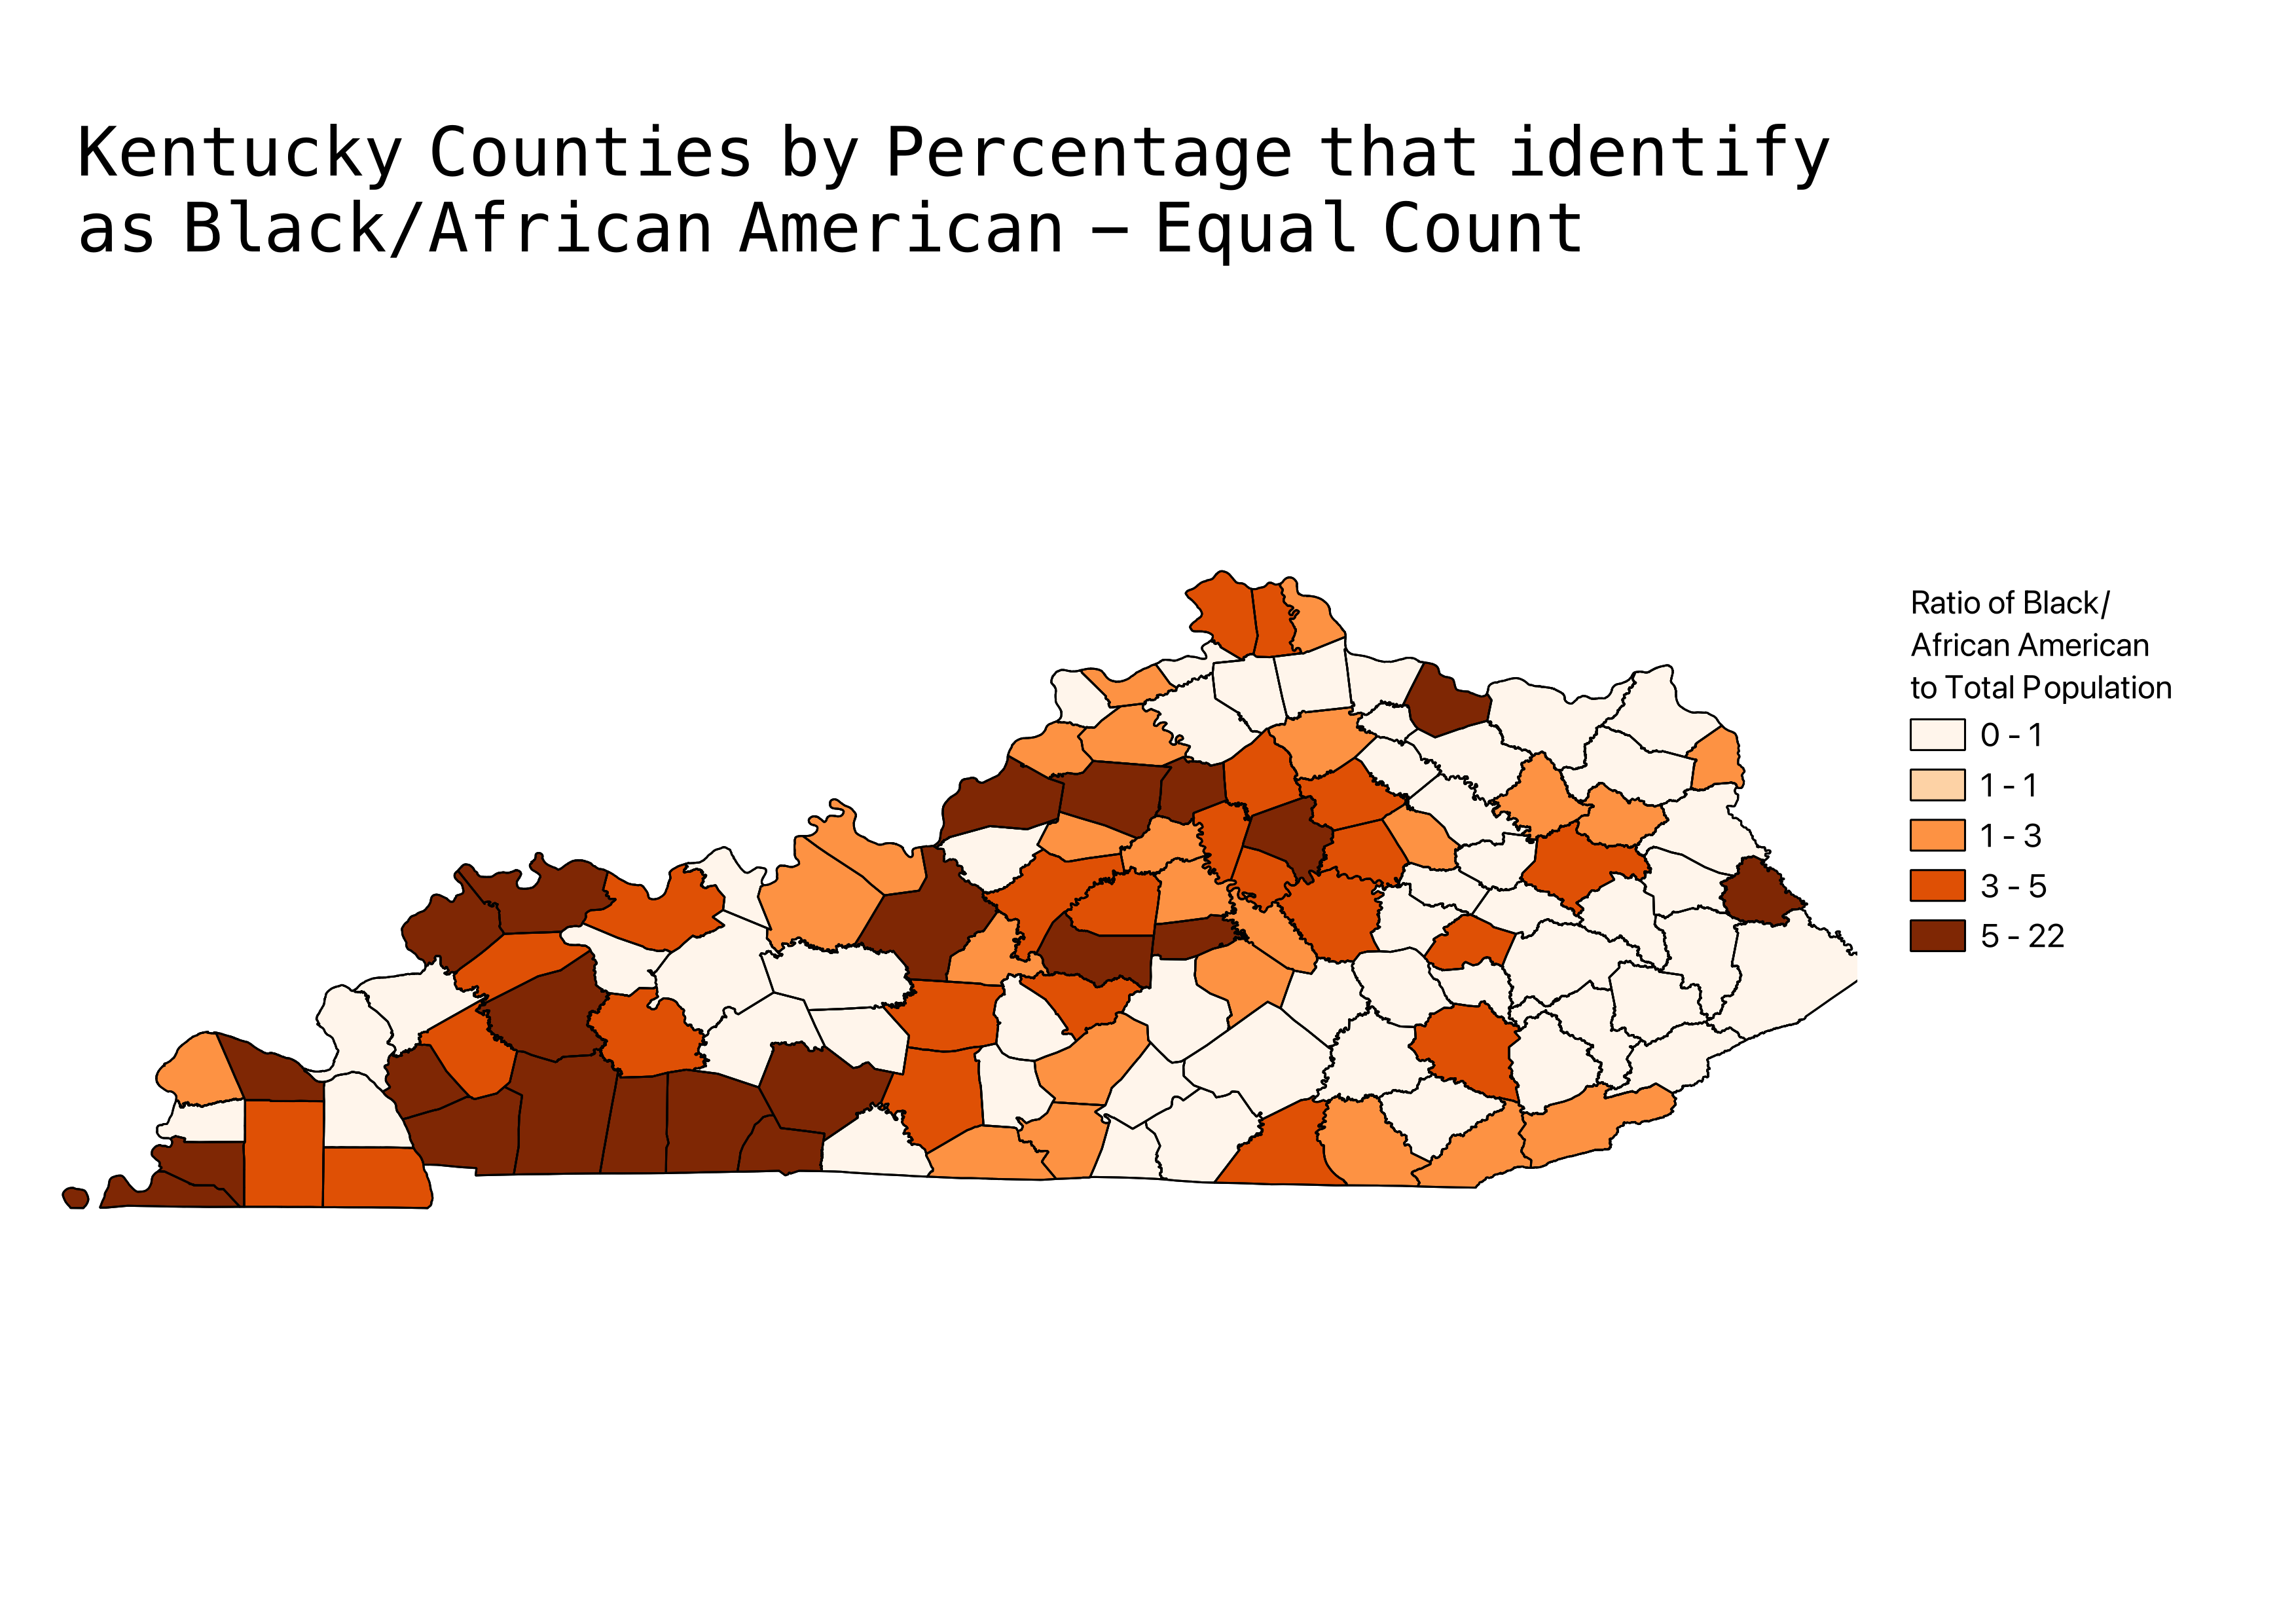 Kentucky Counties by Percentage that identify
as Black/African American – Equal Count
Ratio of Black/
African American
to Total Population
0 - 1
1 - 1
1 - 3
3 - 5
5 - 22